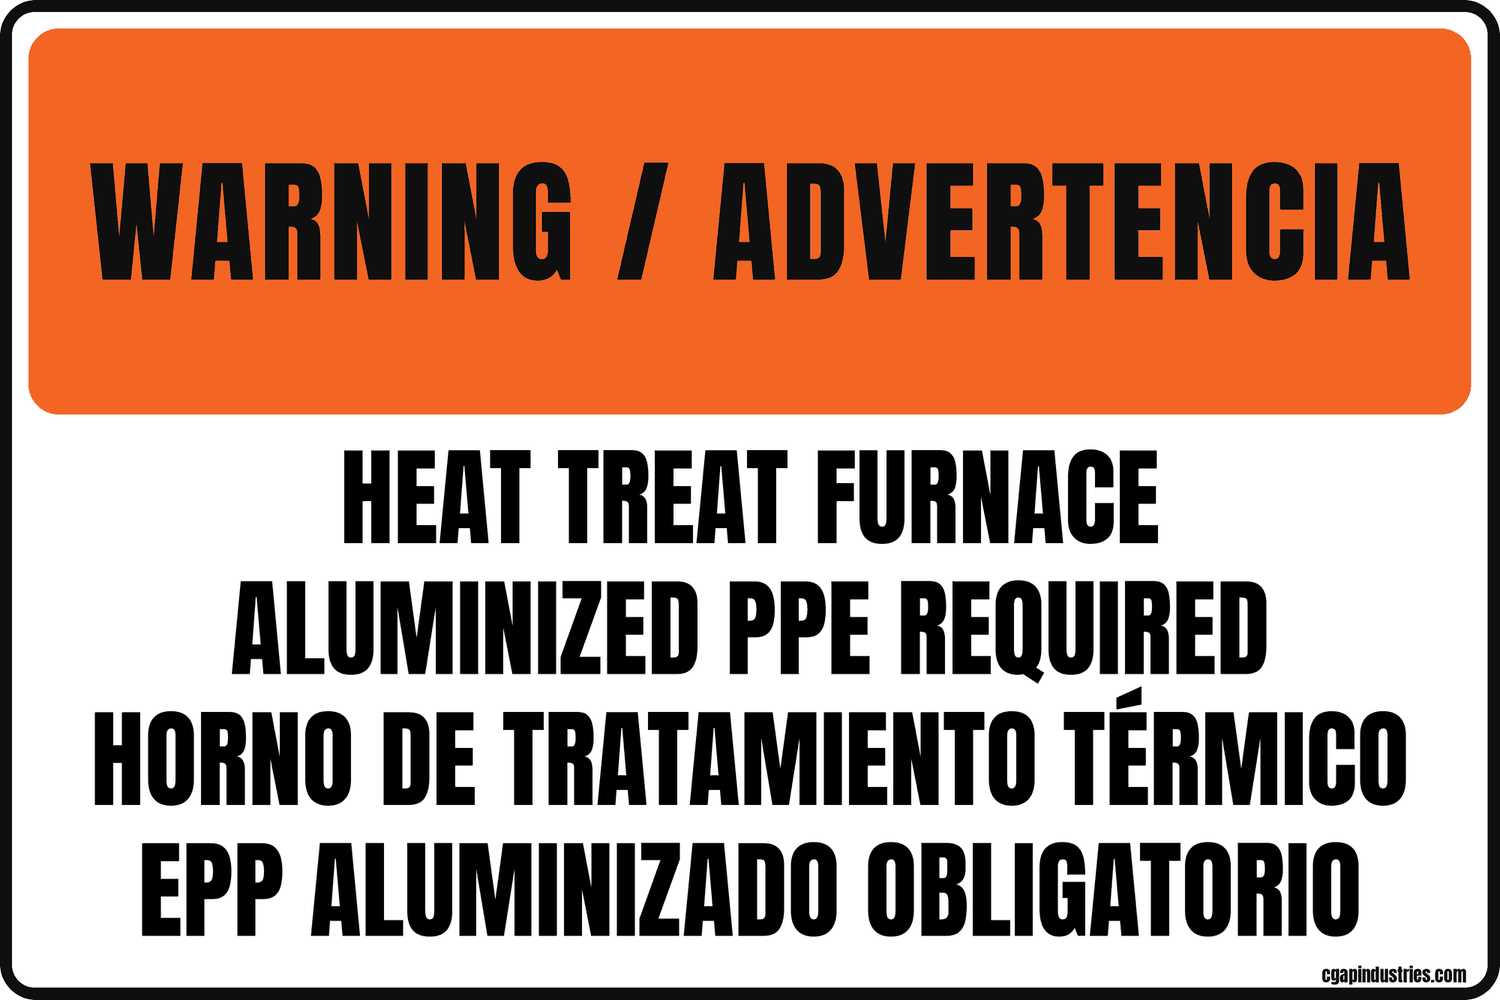 WARNING / ADVERTENCIA
HEAT TREAT FURNACE
ALUMINIZED PPE REQUIRED
HORNO DE TRATAMIENTO TÉRMICO
EPP ALUMINIZADO OBLIGATORIO
cgapindustries.com